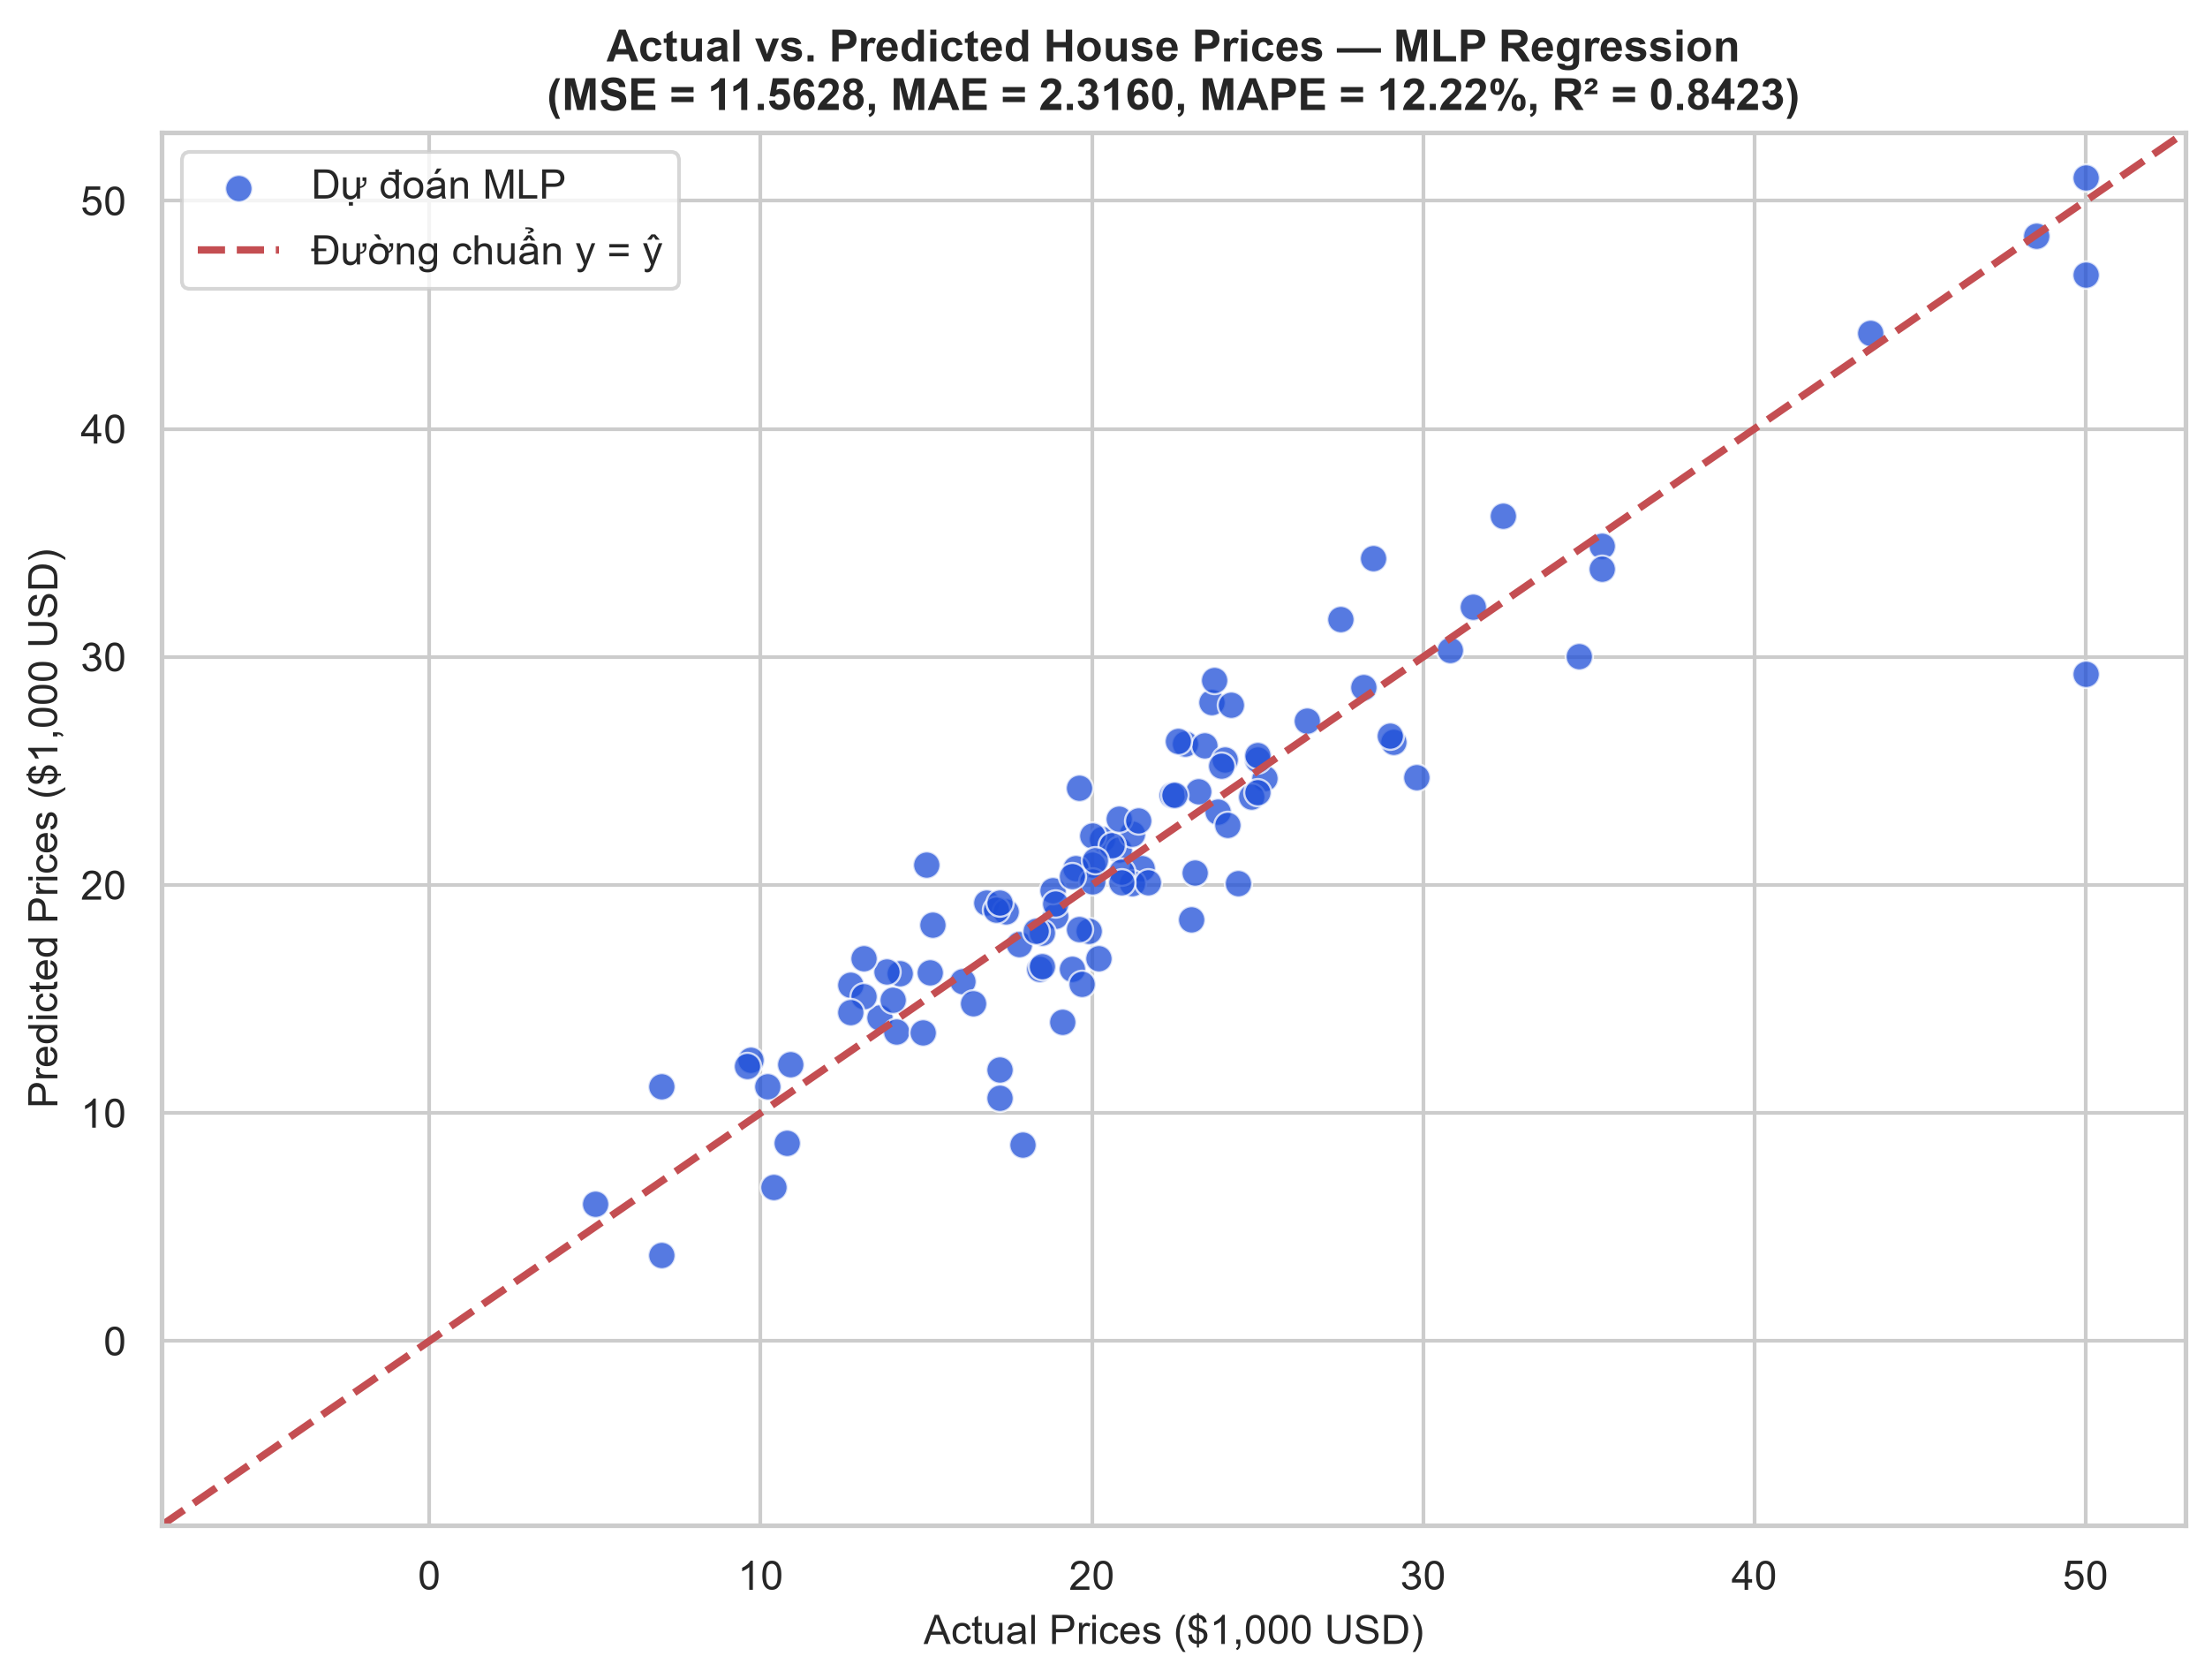 Actual vs. Predicted House Prices — MLP Regression
(MSE = 11.5628, MAE = 2.3160, MAPE = 12.22%, R² = 0.8423)
Dự đoán MLP
Đường chuẩn y = ŷ
Predicted Prices ($1,000 USD)
50
40
30
20
10
0
0 10 20 30 40 50
Actual Prices ($1,000 USD)